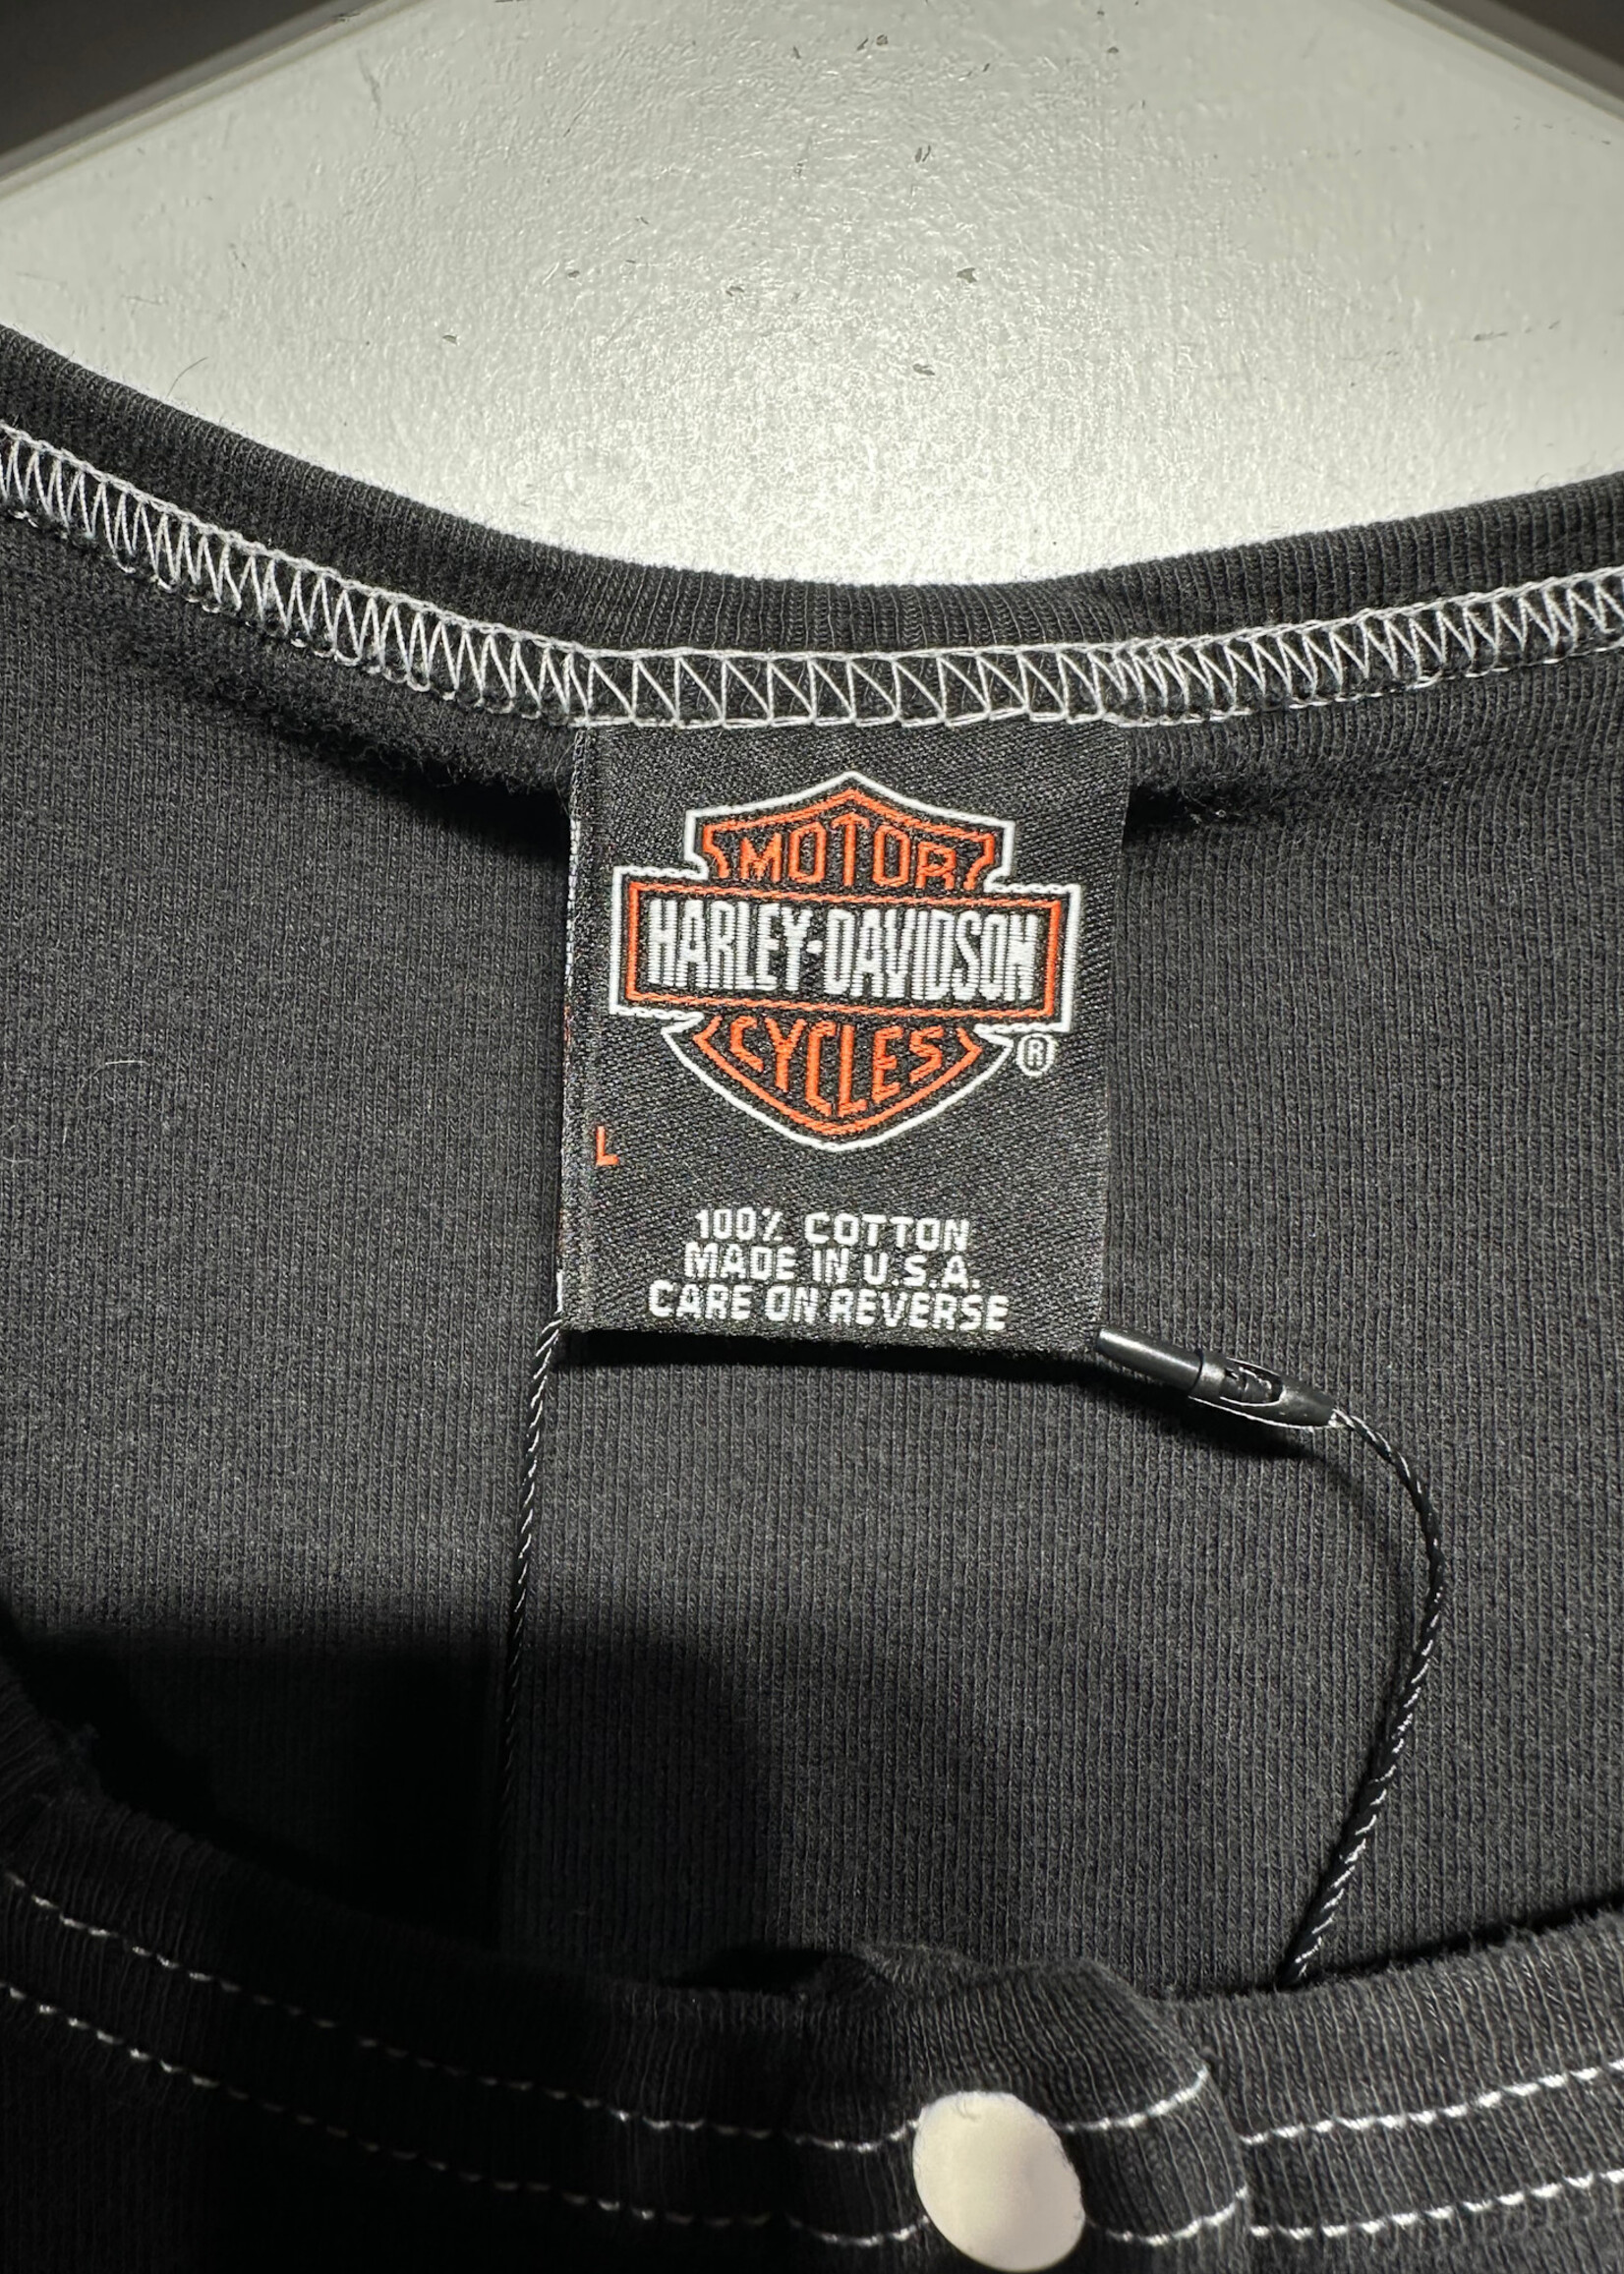 MOTOR
HARLEY-DAVIDSON
CYCLES
®
L
100% COTTON
MADE IN U.S.A.
CARE ON REVERSE